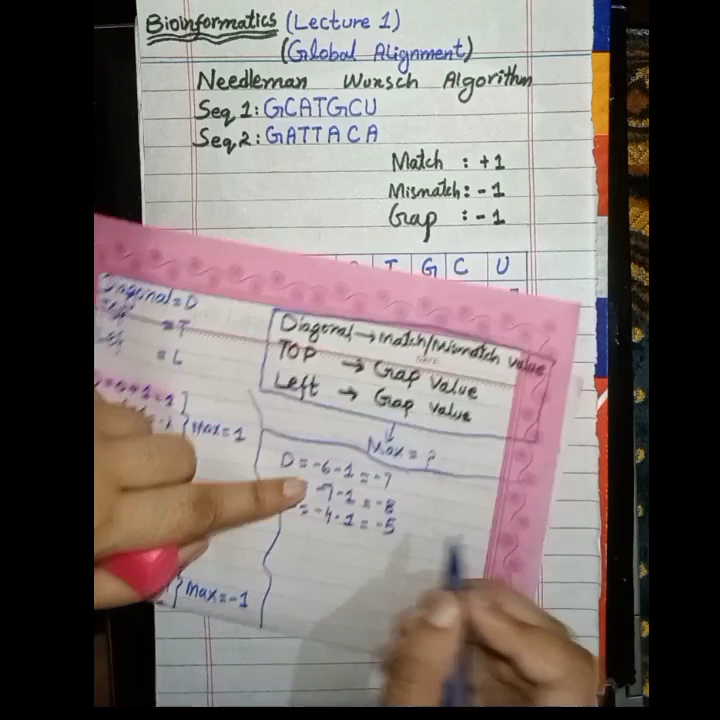 Bioinformatics (Lecture 1)
(Global Alignment)
Needleman Wunsch Algorithm
Seq 1: GCATGCU
Seq 2: GATTACA
Match : +1
Mismatch: -1
Gap : -1
T G C U
Diagonal = D
= T
= L
Diagonal → Match/Mismatch value
TOP → Gap value
Left → Gap value
Max = ?
Max = 1
D = -6-1 = -7
-7-1 = -8
= -4-1 = -5
Max = -1